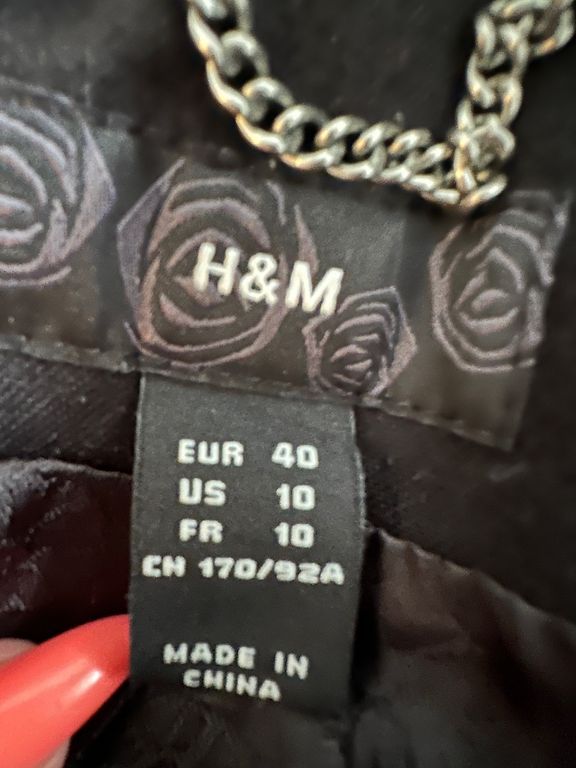 H&M
EUR 40
US 10
FR 10
CN 170/92A
MADE IN
CHINA